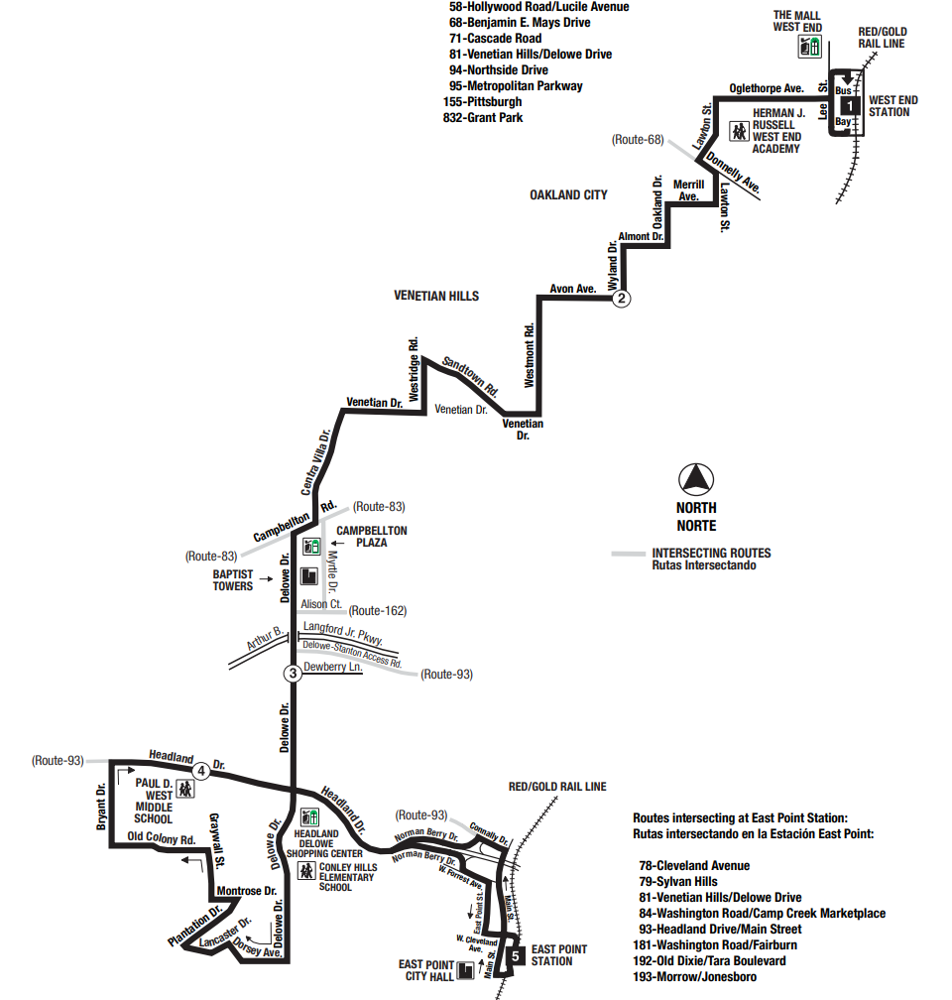 58-Hollywood Road/Lucile Avenue
68-Benjamin E. Mays Drive
71-Cascade Road
81-Venetian Hills/Delowe Drive
94-Northside Drive
95-Metropolitan Parkway
155-Pittsburgh
832-Grant Park
THE MALL
WEST END
RED/GOLD
RAIL LINE
Oglethorpe Ave.
Lee St.
Bus
1
Bay
WEST END
STATION
Lawton St.
HERMAN J.
RUSSELL
WEST END
ACADEMY
(Route-68)
Donnelly Ave.
OAKLAND CITY
Oakland Dr.
Merrill
Ave.
Lawton St.
Almont Dr.
Wyland Dr.
VENETIAN HILLS
Avon Ave.
2
Westmont Rd.
Westridge Rd.
Sandtown Rd.
Venetian Dr.
Venetian Dr.
Venetian
Dr.
Centra Villa Dr.
NORTH
NORTE
Campbellton Rd.
(Route-83)
(Route-83)
CAMPBELLTON
PLAZA
INTERSECTING ROUTES
Rutas Intersectando
BAPTIST
TOWERS
Delowe Dr.
Myrtle Dr.
Alison Ct.
(Route-162)
Arthur B.
Langford Jr. Pkwy.
Delowe-Stanton Access Rd.
3
Dewberry Ln.
(Route-93)
Delowe Dr.
(Route-93)
Headland Dr.
4
Bryant Dr.
PAUL D.
WEST
MIDDLE
SCHOOL
Headland Dr.
RED/GOLD RAIL LINE
Old Colony Rd.
Graywall St.
Delowe Dr.
HEADLAND
DELOWE
SHOPPING CENTER
CONLEY HILLS
ELEMENTARY
SCHOOL
(Route-93)
Norman Berry Dr.
Connally Dr.
Norman Berry Dr.
W. Forrest Ave.
Montrose Dr.
Plantation Dr.
Lancaster Dr.
Dorsey Ave.
Delowe Dr.
East Point St.
Main St.
W. Cleveland
Ave.
Main St.
5
EAST POINT
STATION
EAST POINT
CITY HALL
Routes intersecting at East Point Station:
Rutas intersectando en la Estación East Point:
78-Cleveland Avenue
79-Sylvan Hills
81-Venetian Hills/Delowe Drive
84-Washington Road/Camp Creek Marketplace
93-Headland Drive/Main Street
181-Washington Road/Fairburn
192-Old Dixie/Tara Boulevard
193-Morrow/Jonesboro